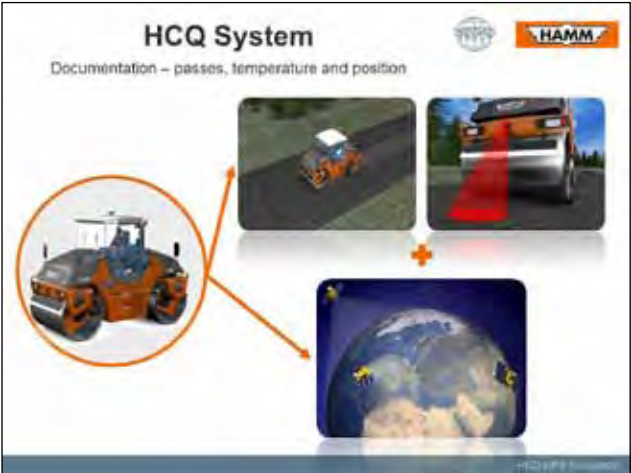 HCQ System
HAMM
Documentation – passes, temperature and position